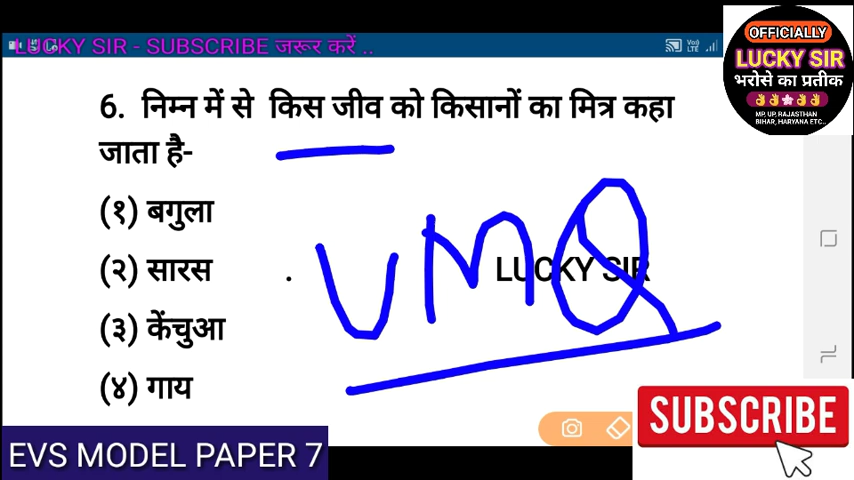 LUCKY SIR - SUBSCRIBE जरूर करें ..
OFFICIALLY
LUCKY SIR
भरोसे का प्रतीक
MP, UP, RAJASTHAN
BIHAR, HARYANA ETC..
6. निम्न में से किस जीव को किसानों का मित्र कहा
जाता है-
(१) बगुला
(२) सारस .
(३) केंचुआ
(४) गाय
VMQ
LUCKY SIR
SUBSCRIBE
EVS MODEL PAPER 7